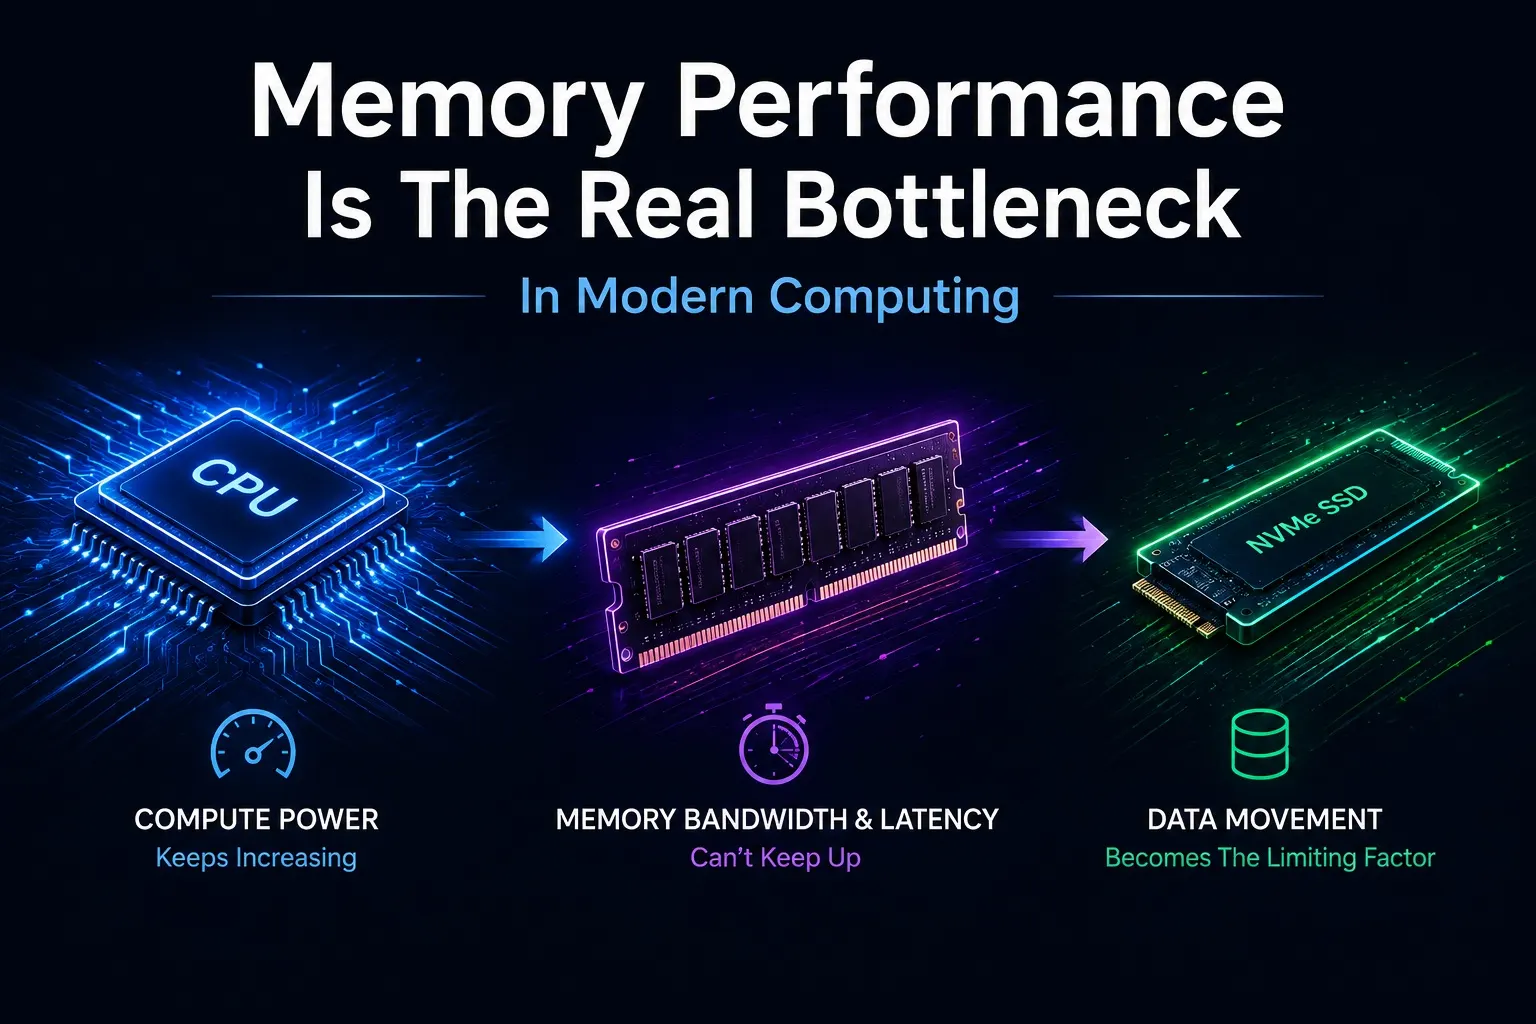 Memory Performance
Is The Real Bottleneck
In Modern Computing
CPU
NVMe SSD
COMPUTE POWER
Keeps Increasing
MEMORY BANDWIDTH & LATENCY
Can't Keep Up
DATA MOVEMENT
Becomes The Limiting Factor